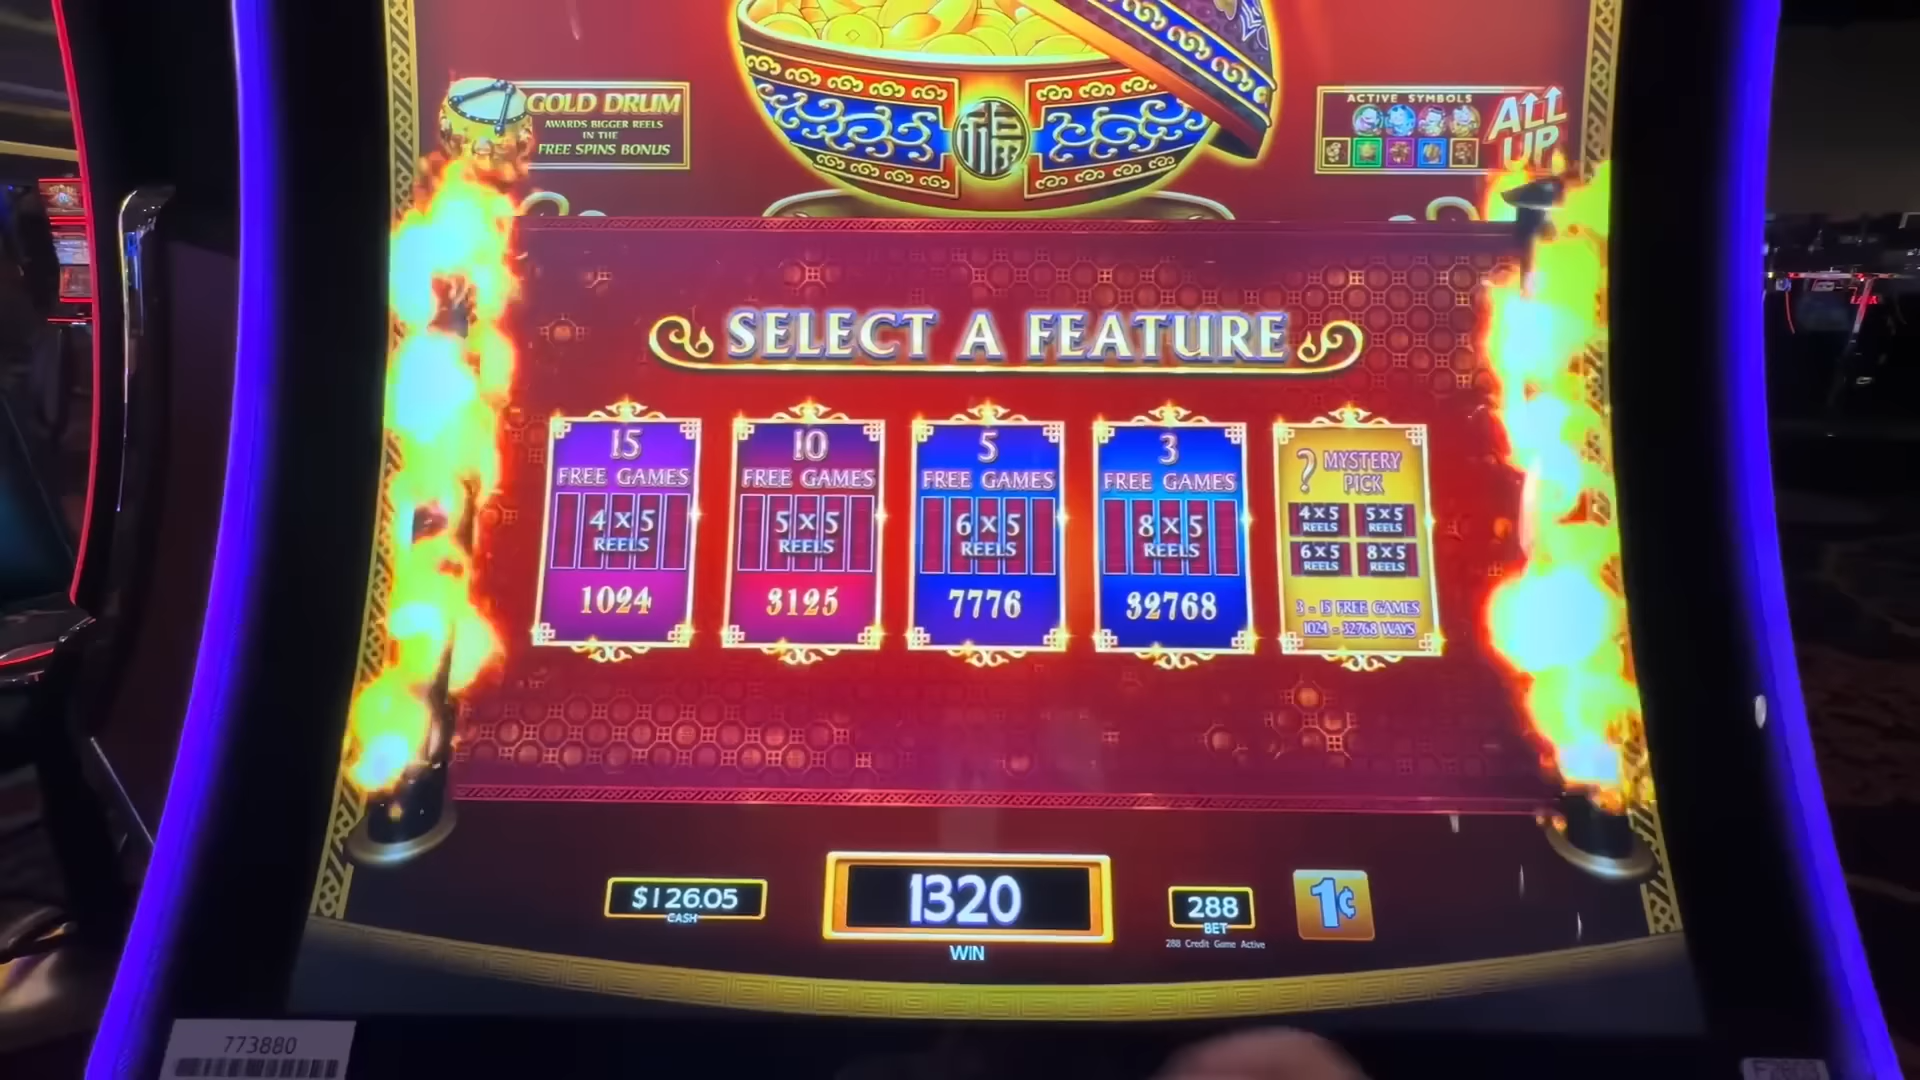 GOLD DRUM
AWARDS BIGGER REELS
IN THE
FREE SPINS BONUS
福
ACTIVE SYMBOLS
ALL
UP
SELECT A FEATURE
15
FREE GAMES
4 X 5
REELS
1024
10
FREE GAMES
5 X 5
REELS
3125
5
FREE GAMES
6 X 5
REELS
7776
3
FREE GAMES
8 X 5
REELS
32768
? MYSTERY
PICK
4 X 5
REELS
5 X 5
REELS
6 X 5
REELS
8 X 5
REELS
3 - 15 FREE GAMES
1024 - 32768 WAYS
$126.05
CASH
1320
WIN
288
BET
288 Credit Game Active
1¢
773880